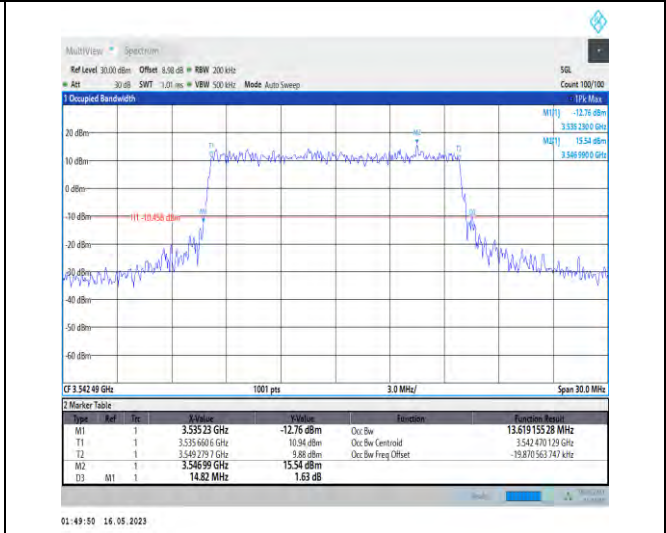 MultiView Spectrum
Ref Level 30.00 dBm Offset 8.98 dB RBW 200 kHz SGL
Att 30 dB SWT 1.01 ms VBW 500 kHz Mode Auto Sweep Count 100/100
1 Occupied Bandwidth 1Pk Max
M1[1] -12.76 dBm
3.535 230 0 GHz
M2[1] 15.54 dBm
3.546 990 0 GHz
20 dBm
10 dBm
0 dBm
-10 dBm
H1 -10.458 dBm
-20 dBm
-30 dBm
-40 dBm
-50 dBm
-60 dBm
T1
M2
T2
M1
D3
CF 3.542 49 GHz 1001 pts 3.0 MHz/ Span 30.0 MHz
2 Marker Table
Type Ref Trc X-Value Y-Value Function Function Result
M1 1 3.535 23 GHz -12.76 dBm Occ Bw 13.619 155 28 MHz
T1 1 3.535 660 6 GHz 10.94 dBm Occ Bw Centroid 3.542 470 129 GHz
T2 1 3.549 279 7 GHz 9.88 dBm Occ Bw Freq Offset -19.870 563 747 kHz
M2 1 3.546 99 GHz 15.54 dBm
D3 M1 1 14.82 MHz 1.63 dB
Ready
01:49:50 16.05.2023